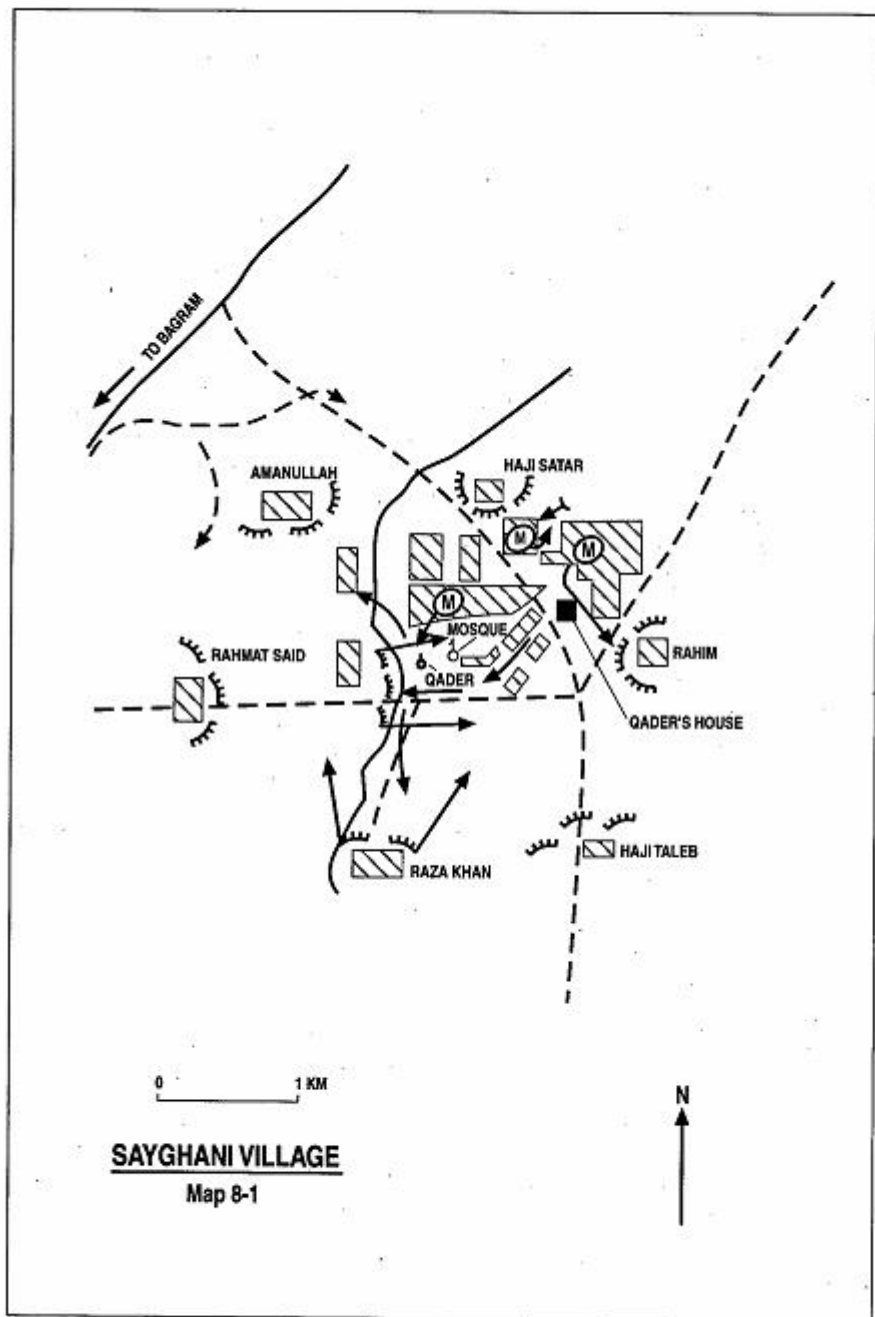 TO BAGRAM
AMANULLAH
HAJI SATAR
M
M
M
MOSQUE
RAHMAT SAID
RAHIM
QADER
QADER'S HOUSE
HAJI TALEB
RAZA KHAN
0 1 KM
N
SAYGHANI VILLAGE
Map 8-1